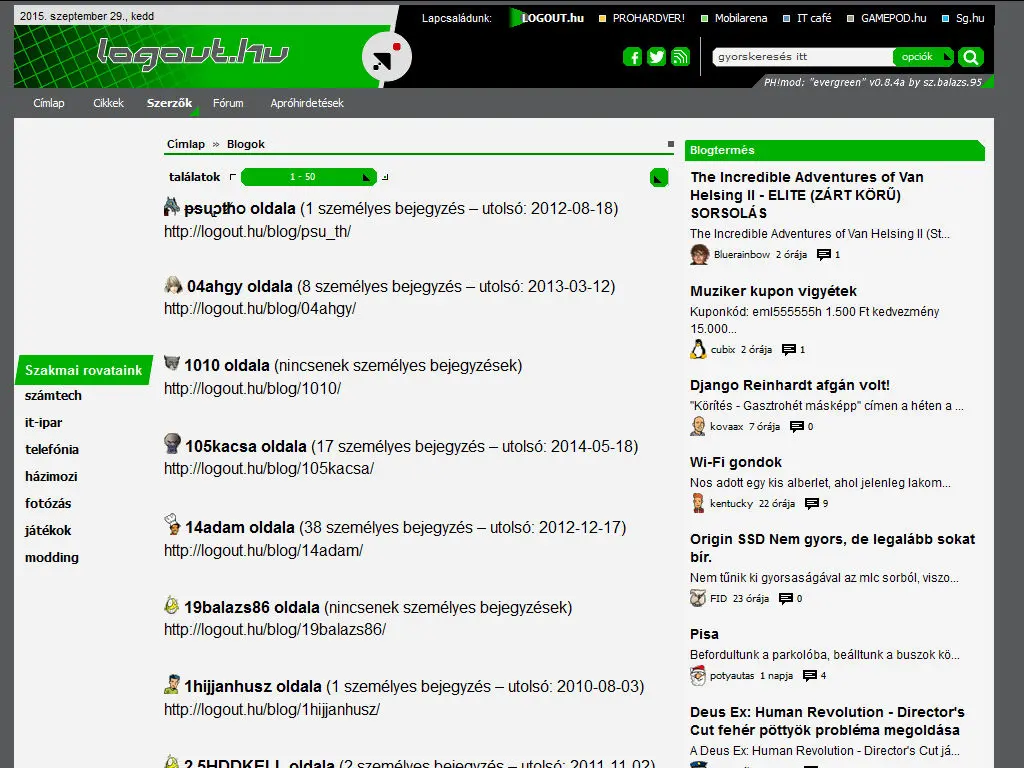 2015. szeptember 29., kedd
Lapcsaládunk: LOGOUT.hu PROHARDVER! Mobilarena IT café GAMEPOD.hu Sg.hu
logout.hu
gyorskeresés itt opciók
PH!mod: "evergreen" v0.8.4a by sz.balazs.95
Címlap Cikkek Szerzők Fórum Apróhirdetések
Szakmai rovataink
számtech
it-ipar
telefónia
házimozi
fotózás
játékok
modding
Címlap » Blogok
találatok 1 - 50
oldala (1 személyes bejegyzés – utolsó: 2012-08-18)
http://logout.hu/blog/psu_th/
04ahgy oldala (8 személyes bejegyzés – utolsó: 2013-03-12)
http://logout.hu/blog/04ahgy/
1010 oldala (nincsenek személyes bejegyzések)
http://logout.hu/blog/1010/
105kacsa oldala (17 személyes bejegyzés – utolsó: 2014-05-18)
http://logout.hu/blog/105kacsa/
14adam oldala (38 személyes bejegyzés – utolsó: 2012-12-17)
http://logout.hu/blog/14adam/
19balazs86 oldala (nincsenek személyes bejegyzések)
http://logout.hu/blog/19balazs86/
1hijjanhusz oldala (1 személyes bejegyzés – utolsó: 2010-08-03)
http://logout.hu/blog/1hijjanhusz/
2.5HDDKELL oldala (2 személyes bejegyzés – utolsó: 2011-11-02)
Blogtermés
The Incredible Adventures of Van
Helsing II - ELITE (ZÁRT KÖRŰ)
SORSOLÁS
The Incredible Adventures of Van Helsing II (St...
Bluerainbow 2 órája 1
Muziker kupon vigyétek
Kuponkód: eml555555h 1.500 Ft kedvezmény
15.000...
cubix 2 órája 1
Django Reinhardt afgán volt!
"Körítés - Gasztrohét másképp" címen a héten a ...
kovaax 7 órája 0
Wi-Fi gondok
Nos adott egy kis alberlet, ahol jelenleg lakom...
kentucky 22 órája 9
Origin SSD Nem gyors, de legalább sokat
bír.
Nem tűnik ki gyorsaságával az mlc sorból, viszo...
FID 23 órája 0
Pisa
Befordultunk a parkolóba, beálltunk a buszok kö...
potyautas 1 napja 4
Deus Ex: Human Revolution - Director's
Cut fehér pöttyök probléma megoldása
A Deus Ex: Human Revolution - Director's Cut já...